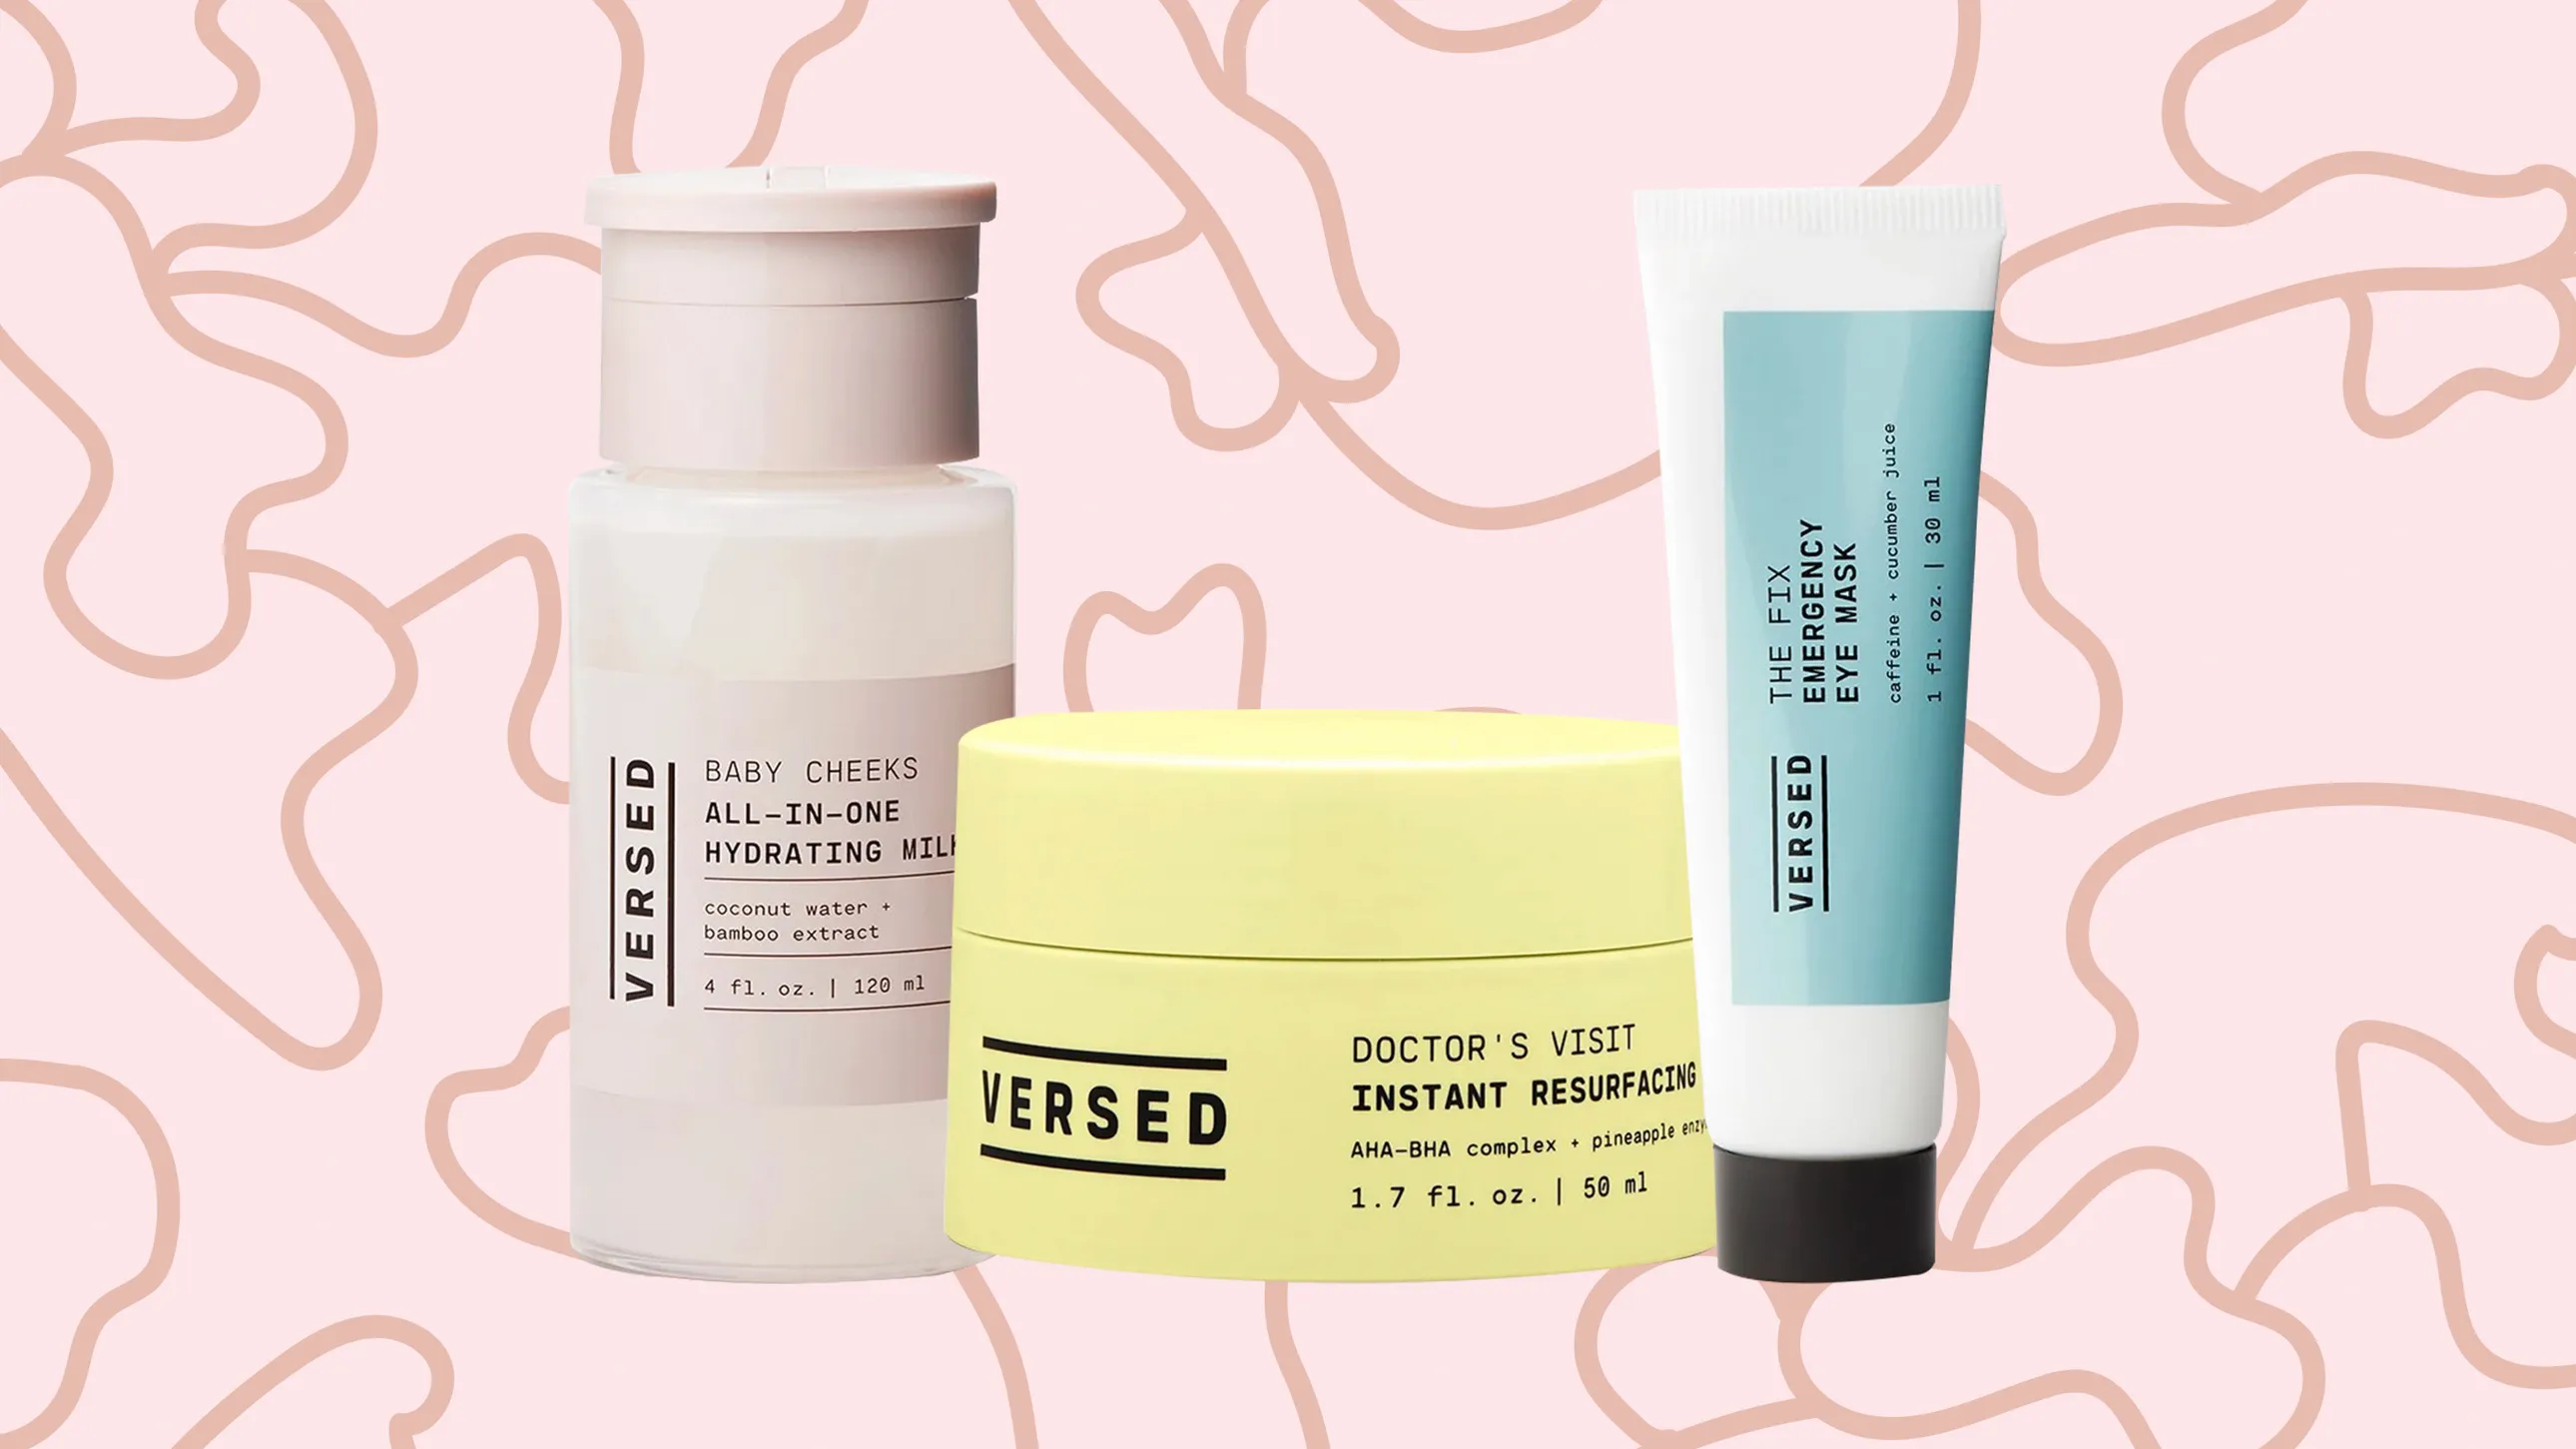 VERSED
BABY CHEEKS
ALL-IN-ONE
HYDRATING MILK
coconut water +
bamboo extract
4 fl. oz. | 120 ml
VERSED
DOCTOR'S VISIT
INSTANT RESURFACING
AHA-BHA complex + pineapple
1.7 fl. oz. | 50 ml
VERSED
THE FIX
EMERGENCY
EYE MASK
caffeine + cucumber juice
1 fl. oz. | 30 ml